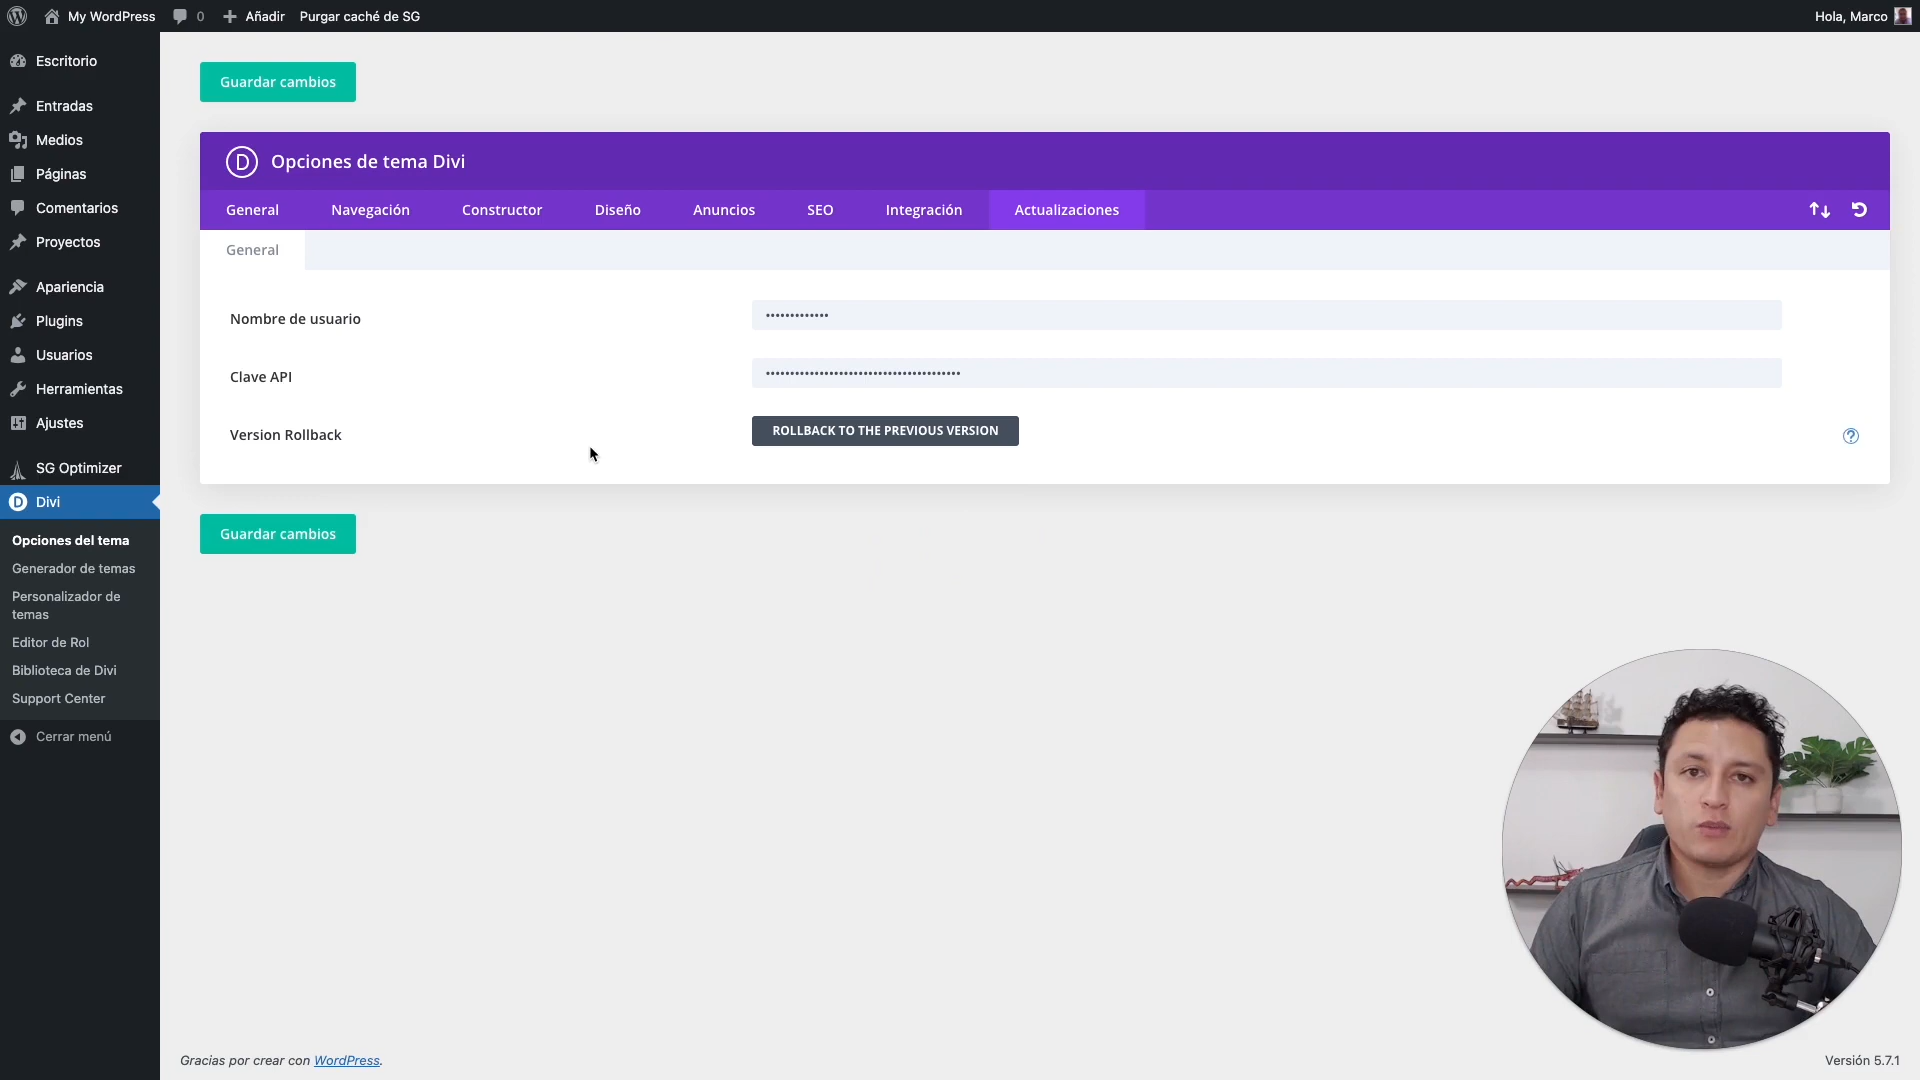 My WordPress 0 Añadir Purgar caché de SG Hola, Marco
Escritorio
Entradas
Medios
Páginas
Comentarios
Proyectos
Apariencia
Plugins
Usuarios
Herramientas
Ajustes
SG Optimizer
Divi
Opciones del tema
Generador de temas
Personalizador de
temas
Editor de Rol
Biblioteca de Divi
Support Center
Cerrar menú
Guardar cambios
D Opciones de tema Divi
General Navegación Constructor Diseño Anuncios SEO Integración Actualizaciones
General
Nombre de usuario •••••••••••••
Clave API ••••••••••••••••••••••••••••••••••••••••
Version Rollback ROLLBACK TO THE PREVIOUS VERSION ?
Guardar cambios
Gracias por crear con WordPress. Versión 5.7.1